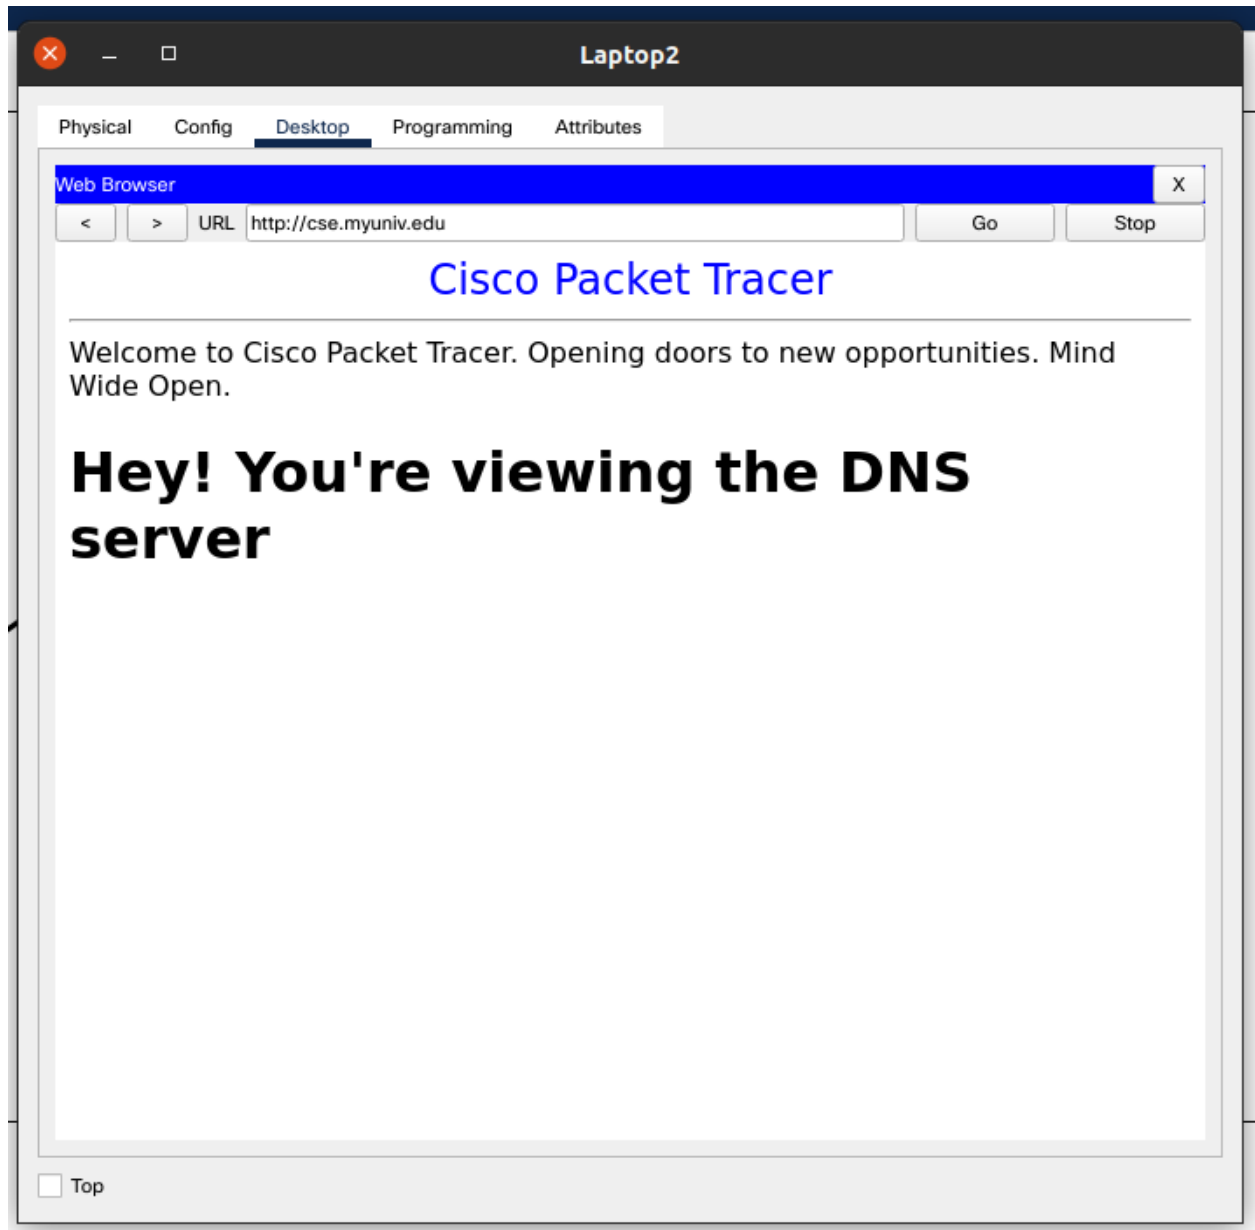 Laptop2
Physical Config Desktop Programming Attributes
Web Browser X
< > URL http://cse.myuniv.edu Go Stop
Cisco Packet Tracer
Welcome to Cisco Packet Tracer. Opening doors to new opportunities. Mind
Wide Open.
Hey! You're viewing the DNS
server
Top